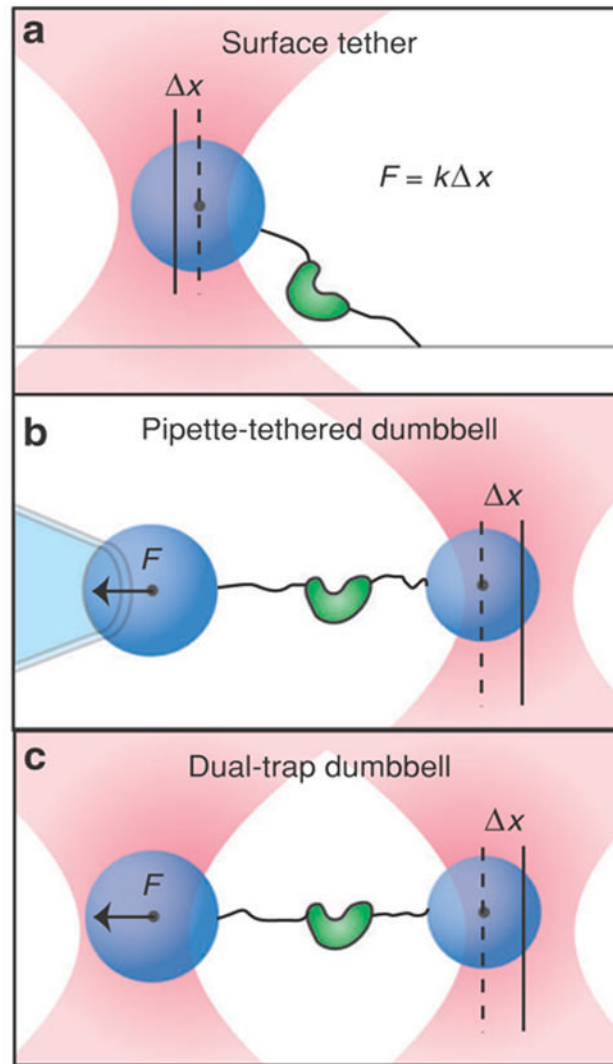 a
Surface tether
Δx
F = kΔx
b
Pipette-tethered dumbbell
Δx
F
c
Dual-trap dumbbell
Δx
F